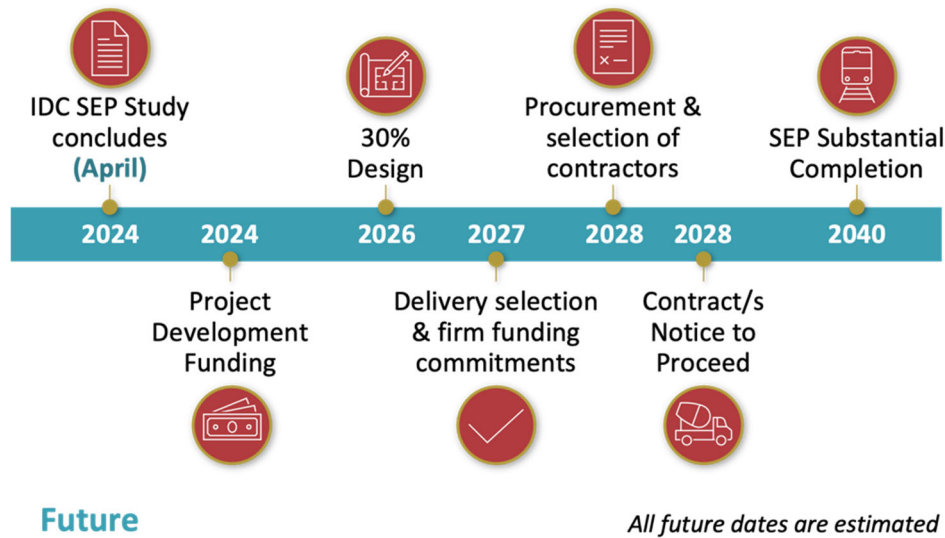 IDC SEP Study
concludes
(April)
30%
Design
Procurement &
selection of
contractors
SEP Substantial
Completion
2024 2024 2026 2027 2028 2028 2040
Project
Development
Funding
Delivery selection
& firm funding
commitments
Contract/s
Notice to
Proceed
Future
All future dates are estimated